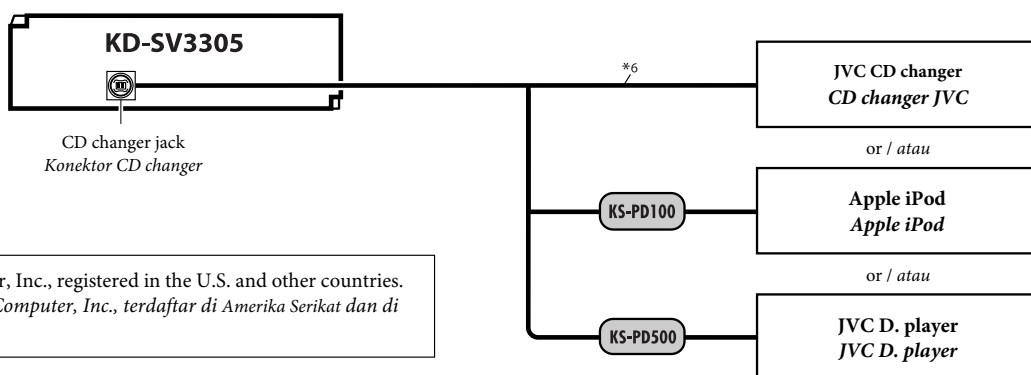 KD-SV3305
*6
JVC CD changer
CD changer JVC
CD changer jack
Konektor CD changer
or / atau
KS-PD100
Apple iPod
Apple iPod
r, Inc., registered in the U.S. and other countries.
Computer, Inc., terdaftar di Amerika Serikat dan di
or / atau
KS-PD500
JVC D. player
JVC D. player